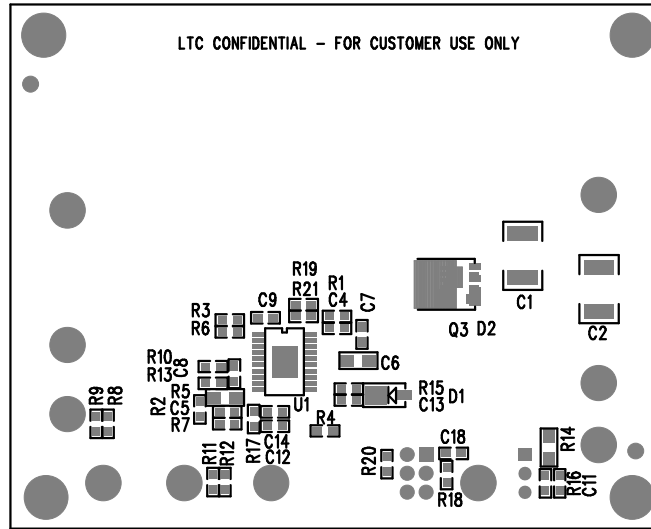 LTC CONFIDENTIAL - FOR CUSTOMER USE ONLY
R19
R21
R1
C4
C7
C9
R3
R6
Q3 D2
C1
C2
R10
R13
C8
C6
R5
R2
C5
R7
U1
R15
C13
D1
R9
R8
R4
R17
C14
C12
R11
R12
R20
C18
R18
R14
R16
C11